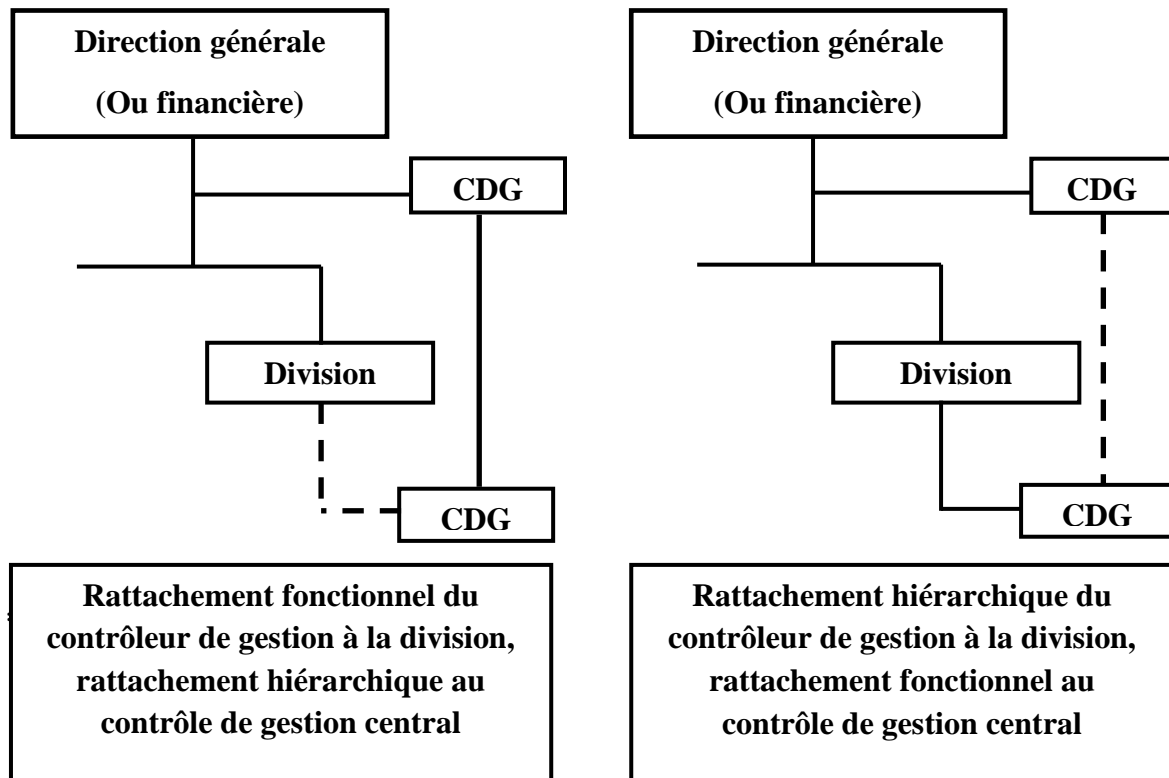 Direction générale
(Ou financière)
CDG
Division
CDG
Rattachement fonctionnel du
contrôleur de gestion à la division,
rattachement hiérarchique au
contrôle de gestion central
Direction générale
(Ou financière)
CDG
Division
CDG
Rattachement hiérarchique du
contrôleur de gestion à la division,
rattachement fonctionnel au
contrôle de gestion central